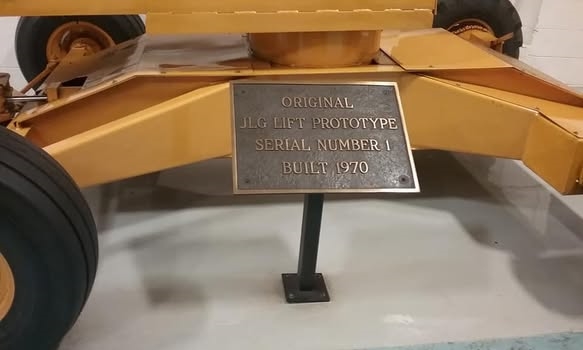 ORIGINAL
JLG LIFT PROTOTYPE
SERIAL NUMBER 1
BUILT 1970